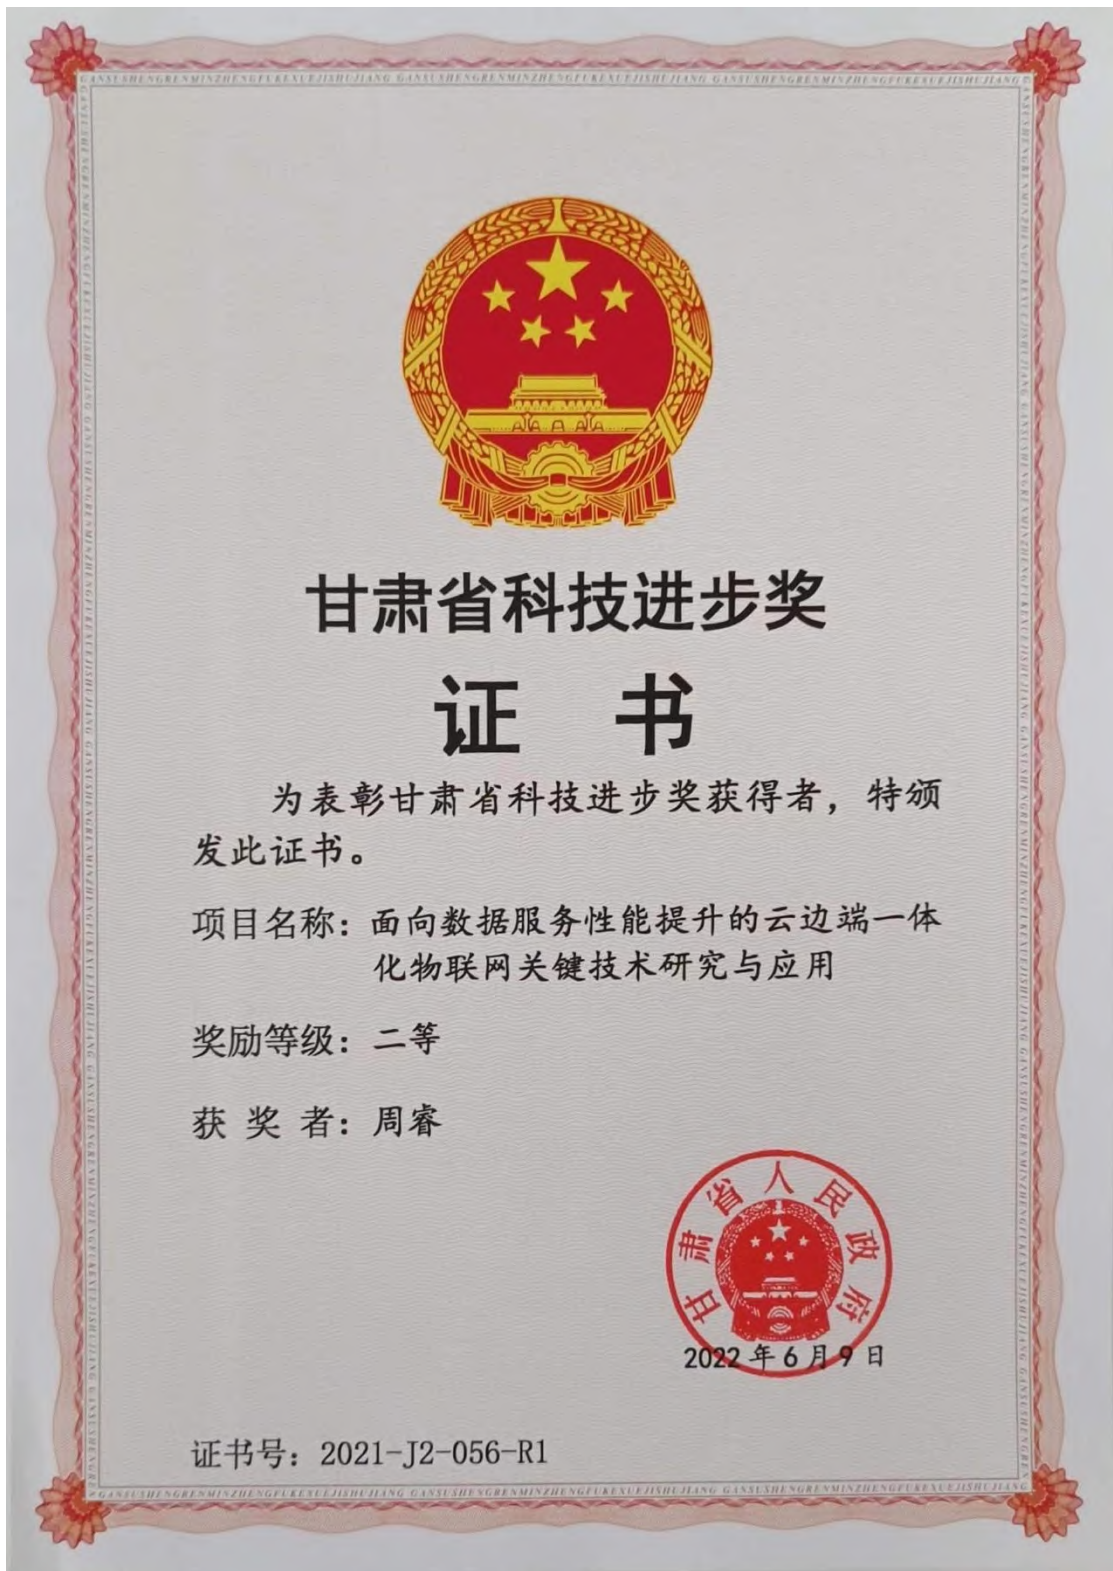 GANSUSHENGRENMINZHENGFUKEXUEJISHUJIANG GANSUSHENGRENMINZHENGFUKEXUEJISHUJIANG GANSUSHENGRENMINZHENGFUKEXUEJISHUJIANG
甘肃省科技进步奖
证 书
为表彰甘肃省科技进步奖获得者，特颁
发此证书。
项目名称：面向数据服务性能提升的云边端一体
化物联网关键技术研究与应用
奖励等级：二等
获 奖 者：周睿
甘肃省人民政府
2022年6月9日
证书号：2021-J2-056-R1